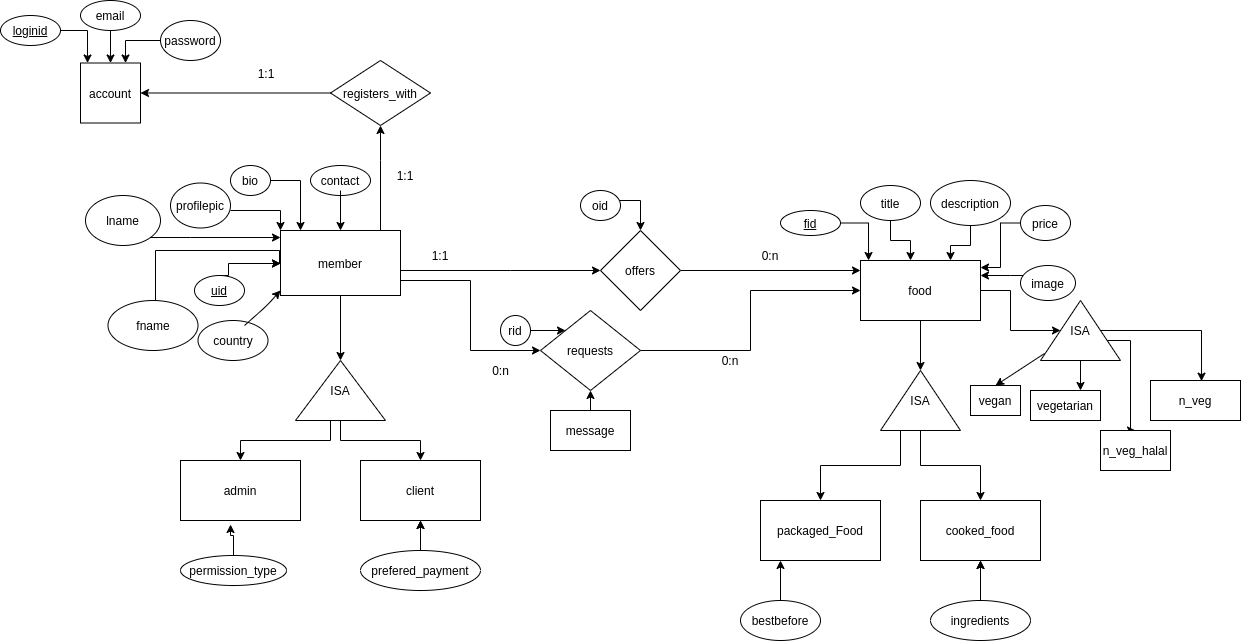 email
loginid
password
account
1:1
registers_with
1:1
bio
contact
profilepic
lname
member
uid
fname
country
1:1
oid
offers
0:n
title
description
fid
price
food
image
rid
requests
0:n
0:n
message
ISA
admin
client
permission_type
prefered_payment
ISA
vegan
vegetarian
n_veg
n_veg_halal
ISA
packaged_Food
cooked_food
bestbefore
ingredients